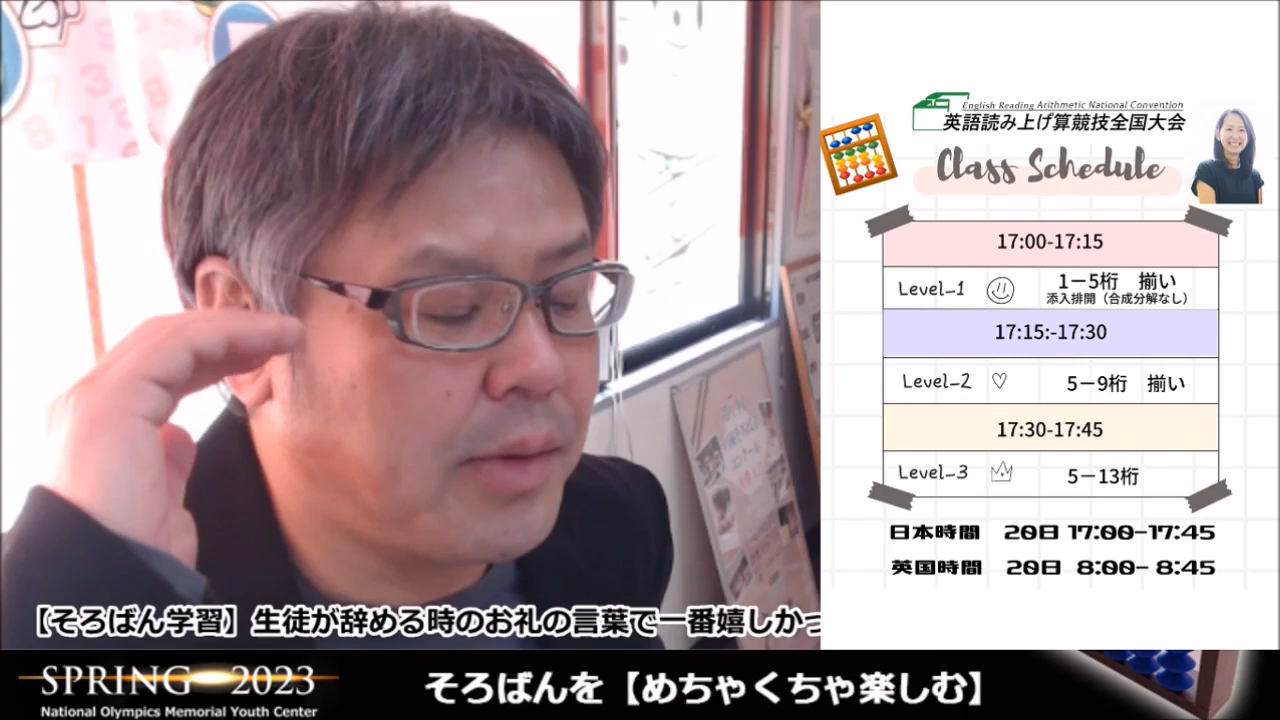 English Reading Arithmetic National Convention
英語読み上げ算競技全国大会
Class Schedule
17:00-17:15
Level-1 1－5桁 揃い
添入排開（合成分解なし）
17:15:-17:30
Level-2 5－9桁 揃い
17:30-17:45
Level-3 5－13桁
日本時間 20日 17:00-17:45
英国時間 20日 8:00- 8:45
【そろばん学習】生徒が辞める時のお礼の言葉で一番嬉しかっ
SPRING 2023
National Olympics Memorial Youth Center
そろばんを【めちゃくちゃ楽しむ】